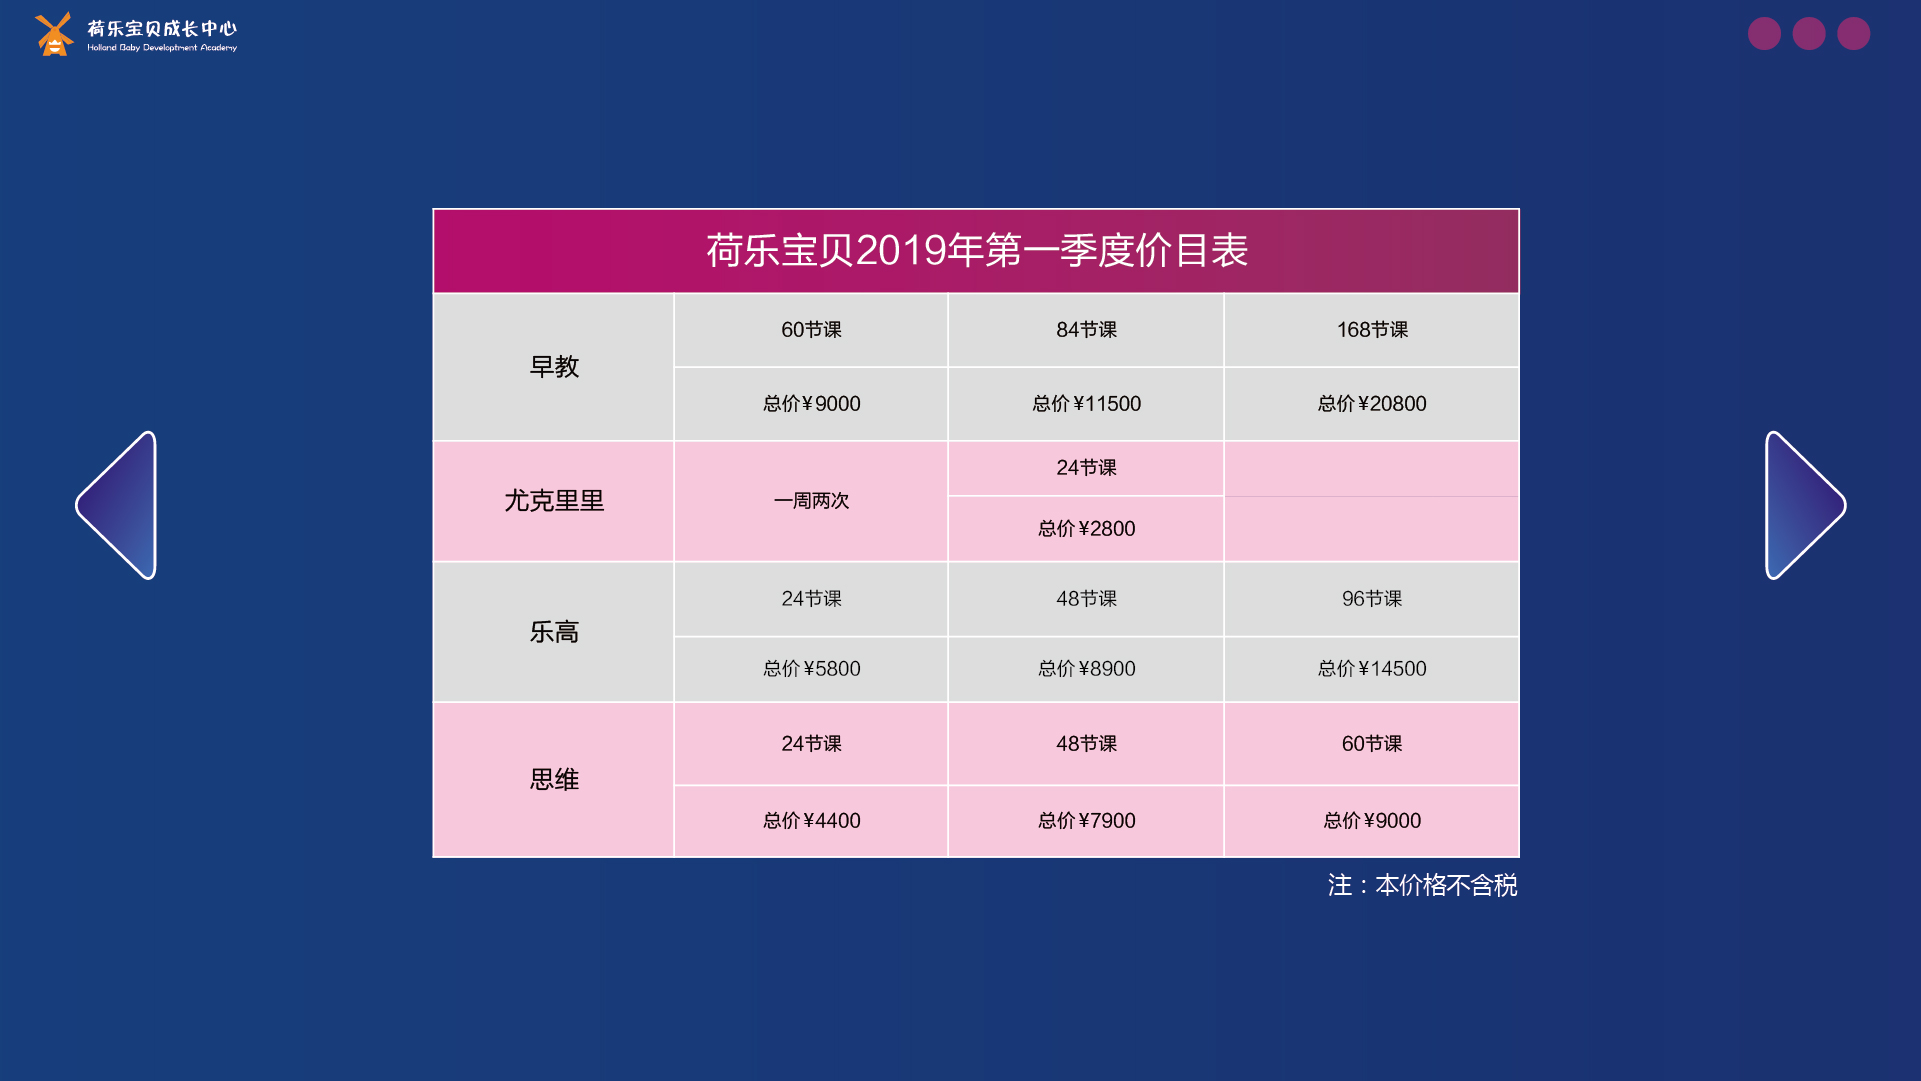 荷乐宝贝成长中心
Holland Baby Development Academy
荷乐宝贝2019年第一季度价目表
早教
60节课
84节课
168节课
总价¥9000
总价¥11500
总价¥20800
尤克里里
一周两次
24节课
总价¥2800
乐高
24节课
48节课
96节课
总价¥5800
总价¥8900
总价¥14500
思维
24节课
48节课
60节课
总价¥4400
总价¥7900
总价¥9000
注：本价格不含税